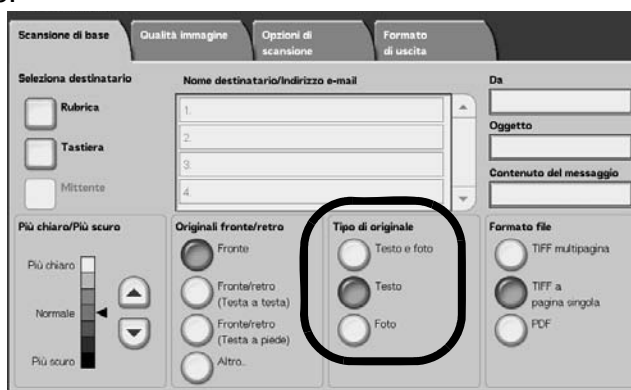 Scansione di base
Qualità immagine
Opzioni di
scansione
Formato
di uscita
Seleziona destinatario
Nome destinatario/Indirizzo e-mail
Da
Rubrica
1.
Oggetto
2.
Tastiera
3.
Contenuto del messaggio
Mittente
4.
Più chiaro/Più scuro
Originali fronte/retro
Tipo di originale
Formato file
Più chiaro
Fronte
Testo e foto
TIFF multipagina
Normale
Fronte/retro
(Testa a testa)
Testo
TIFF a
pagina singola
Fronte/retro
(Testa a piede)
Foto
PDF
Più scuro
Altro..